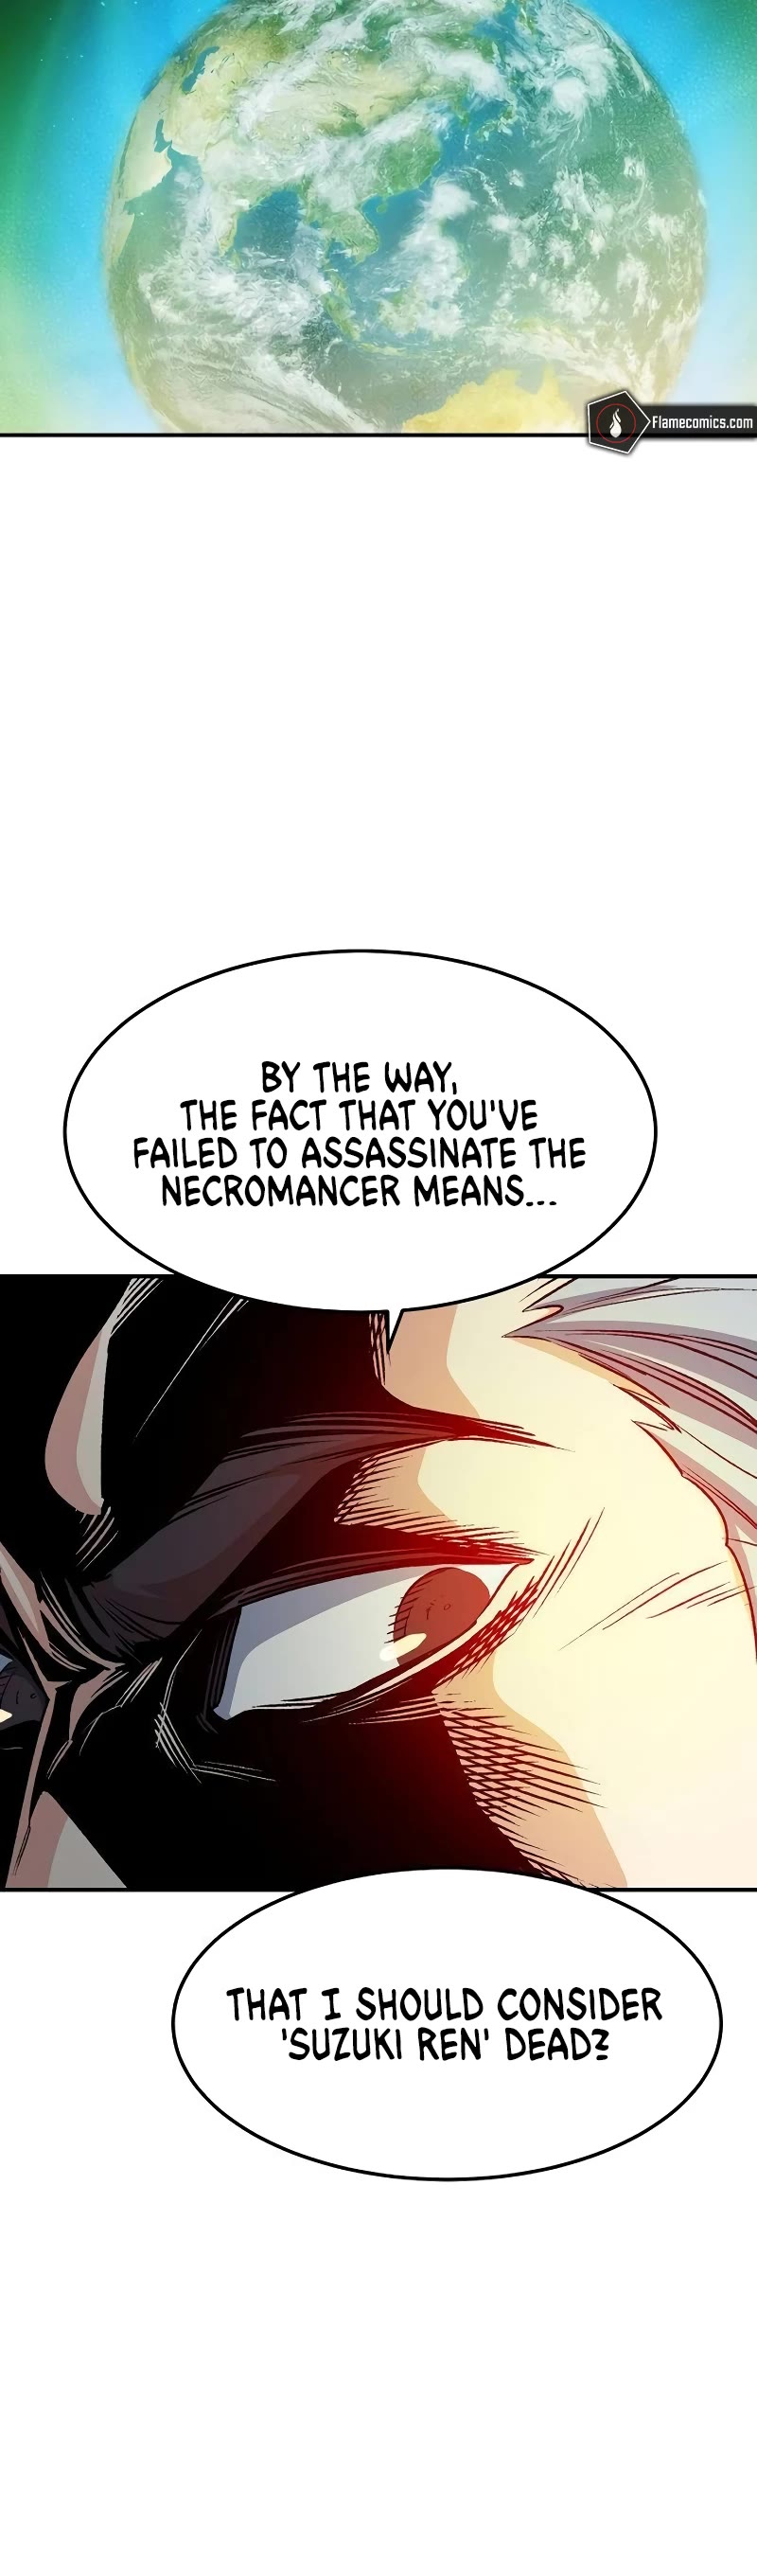 Flamecomics.com
BY THE WAY,
THE FACT THAT YOU'VE
FAILED TO ASSASSINATE THE
NECROMANCER MEANS...
THAT I SHOULD CONSIDER
'SUZUKI REN' DEAD?